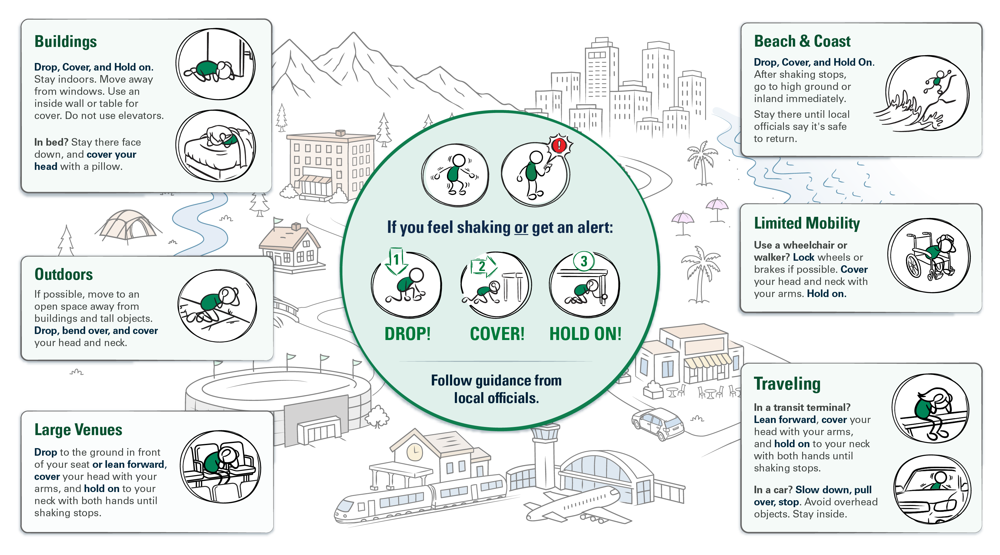 Buildings
Drop, Cover, and Hold on.
Stay indoors. Move away
from windows. Use an
inside wall or table for
cover. Do not use elevators.
In bed? Stay there face
down, and cover your
head with a pillow.
Outdoors
If possible, move to an
open space away from
buildings and tall objects.
Drop, bend over, and cover
your head and neck.
Large Venues
Drop to the ground in front
of your seat or lean forward,
cover your head with your
arms, and hold on to your
neck with both hands until
shaking stops.
!
If you feel shaking or get an alert:
1
2
3
DROP!
COVER!
HOLD ON!
Follow guidance from
local officials.
Beach & Coast
Drop, Cover, and Hold On.
After shaking stops,
go to high ground or
inland immediately.
Stay there until local
officials say it's safe
to return.
Limited Mobility
Use a wheelchair or
walker? Lock wheels or
brakes if possible. Cover
your head and neck with
your arms. Hold on.
Traveling
In a transit terminal?
Lean forward, cover your
head with your arms,
and hold on to your neck
with both hands until
shaking stops.
In a car? Slow down, pull
over, stop. Avoid overhead
objects. Stay inside.